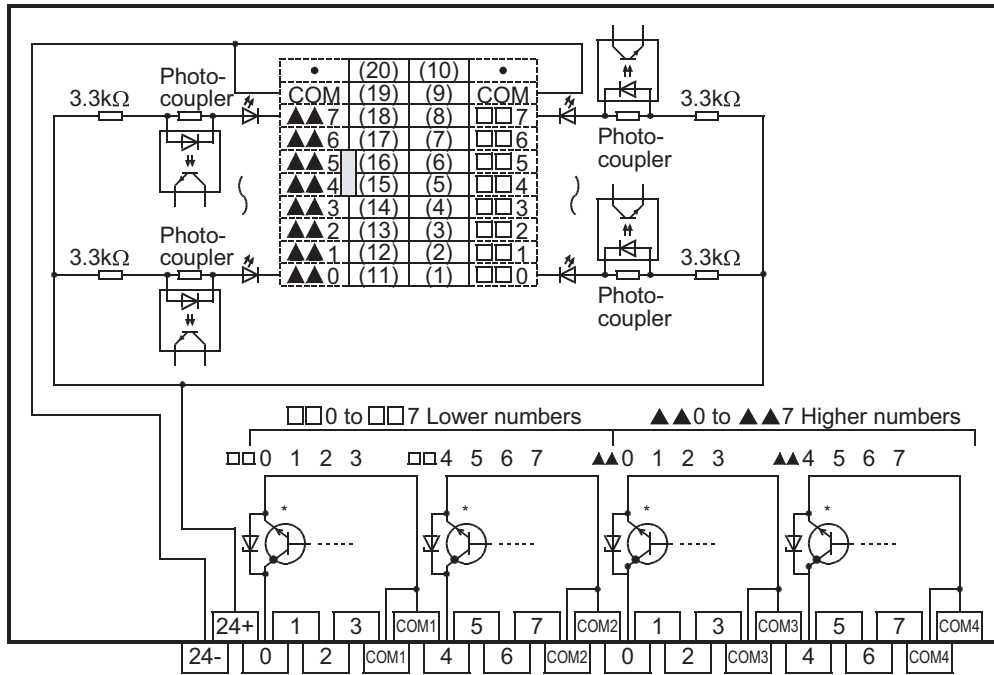 • (20) (10) •
COM (19) (9) COM
▲▲7 (18) (8) □□7
▲▲6 (17) (7) □□6
▲▲5 (16) (6) □□5
▲▲4 (15) (5) □□4
▲▲3 (14) (4) □□3
▲▲2 (13) (3) □□2
▲▲1 (12) (2) □□1
▲▲0 (11) (1) □□0
3.3kΩ
Photo-
coupler
3.3kΩ
Photo-
coupler
3.3kΩ
Photo-
coupler
3.3kΩ
Photo-
coupler
□□0 to □□7 Lower numbers ▲▲0 to ▲▲7 Higher numbers
□□0 1 2 3 □□4 5 6 7 ▲▲0 1 2 3 ▲▲4 5 6 7
* * * *
24+ 1 3 COM1 5 7 COM2 1 3 COM3 5 7 COM4
24- 0 2 COM1 4 6 COM2 0 2 COM3 4 6 COM4